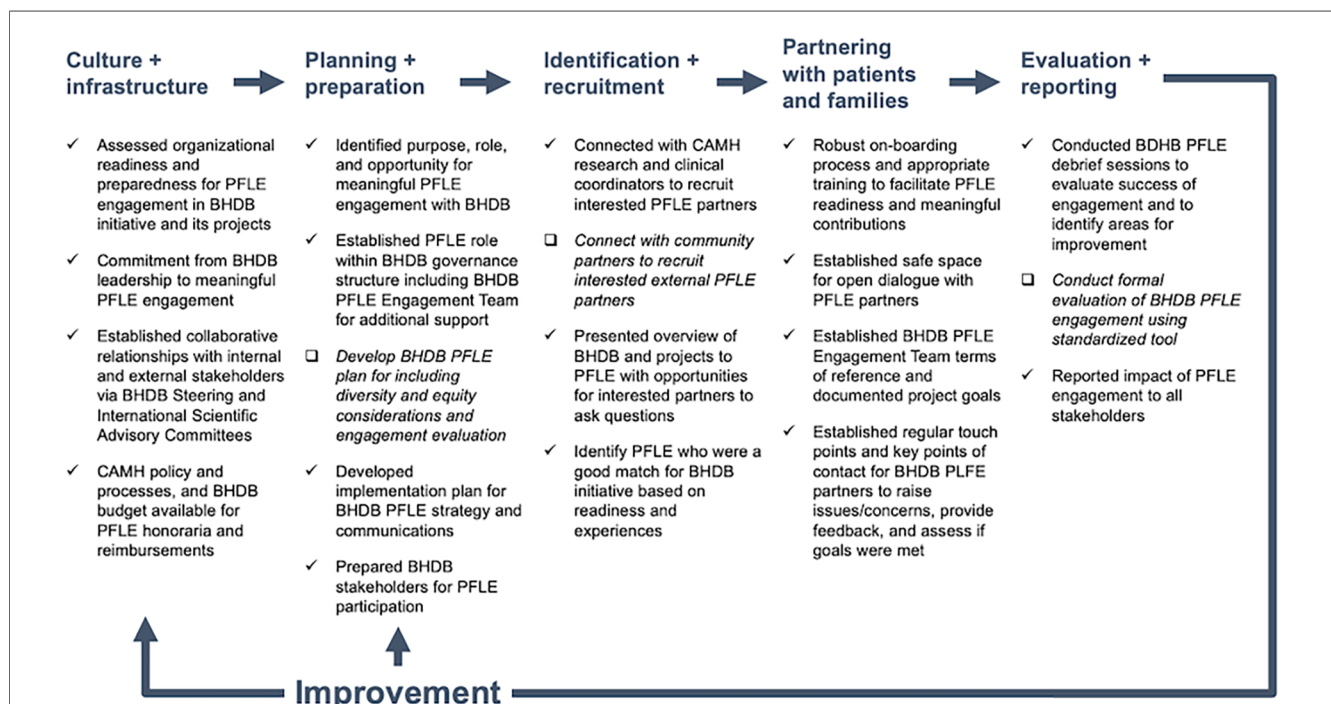 Culture +
infrastructure
✓ Assessed organizational
readiness and
preparedness for PFLE
engagement in BHDB
initiative and its projects
✓ Commitment from BHDB
leadership to meaningful
PFLE engagement
✓ Established collaborative
relationships with internal
and external stakeholders
via BHDB Steering and
International Scientific
Advisory Committees
✓ CAMH policy and
processes, and BHDB
budget available for
PFLE honoraria and
reimbursements
Planning +
preparation
✓ Identified purpose, role,
and opportunity for
meaningful PFLE
engagement with BHDB
✓ Established PFLE role
within BHDB governance
structure including BHDB
PFLE Engagement Team
for additional support
❑ Develop BHDB PFLE
plan for including
diversity and equity
considerations and
engagement evaluation
✓ Developed
implementation plan for
BHDB PFLE strategy and
communications
✓ Prepared BHDB
stakeholders for PFLE
participation
Identification +
recruitment
✓ Connected with CAMH
research and clinical
coordinators to recruit
interested PFLE partners
❑ Connect with community
partners to recruit
interested external PFLE
partners
✓ Presented overview of
BHDB and projects to
PFLE with opportunities
for interested partners to
ask questions
✓ Identify PFLE who were a
good match for BHDB
initiative based on
readiness and
experiences
Partnering
with patients
and families
✓ Robust on-boarding
process and appropriate
training to facilitate PFLE
readiness and meaningful
contributions
✓ Established safe space
for open dialogue with
PFLE partners
✓ Established BHDB PFLE
Engagement Team terms
of reference and
documented project goals
✓ Established regular touch
points and key points of
contact for BHDB PLFE
partners to raise
issues/concerns, provide
feedback, and assess if
goals were met
Evaluation +
reporting
✓ Conducted BDHB PFLE
debrief sessions to
evaluate success of
engagement and to
identify areas for
improvement
❑ Conduct formal
evaluation of BHDB PFLE
engagement using
standardized tool
✓ Reported impact of PFLE
engagement to all
stakeholders
Improvement